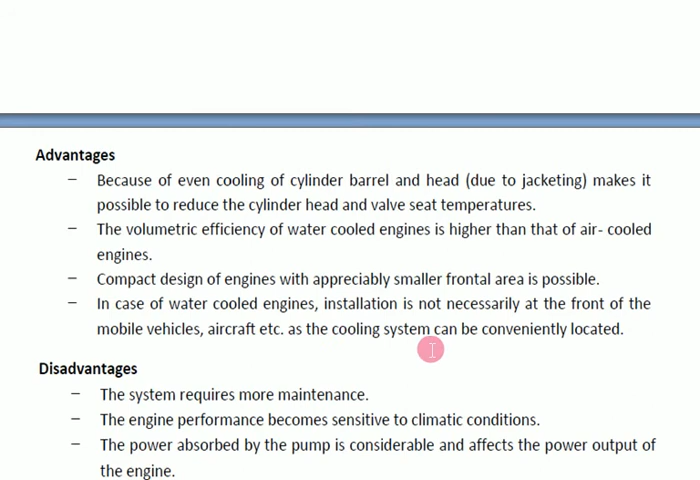 Advantages
– Because of even cooling of cylinder barrel and head (due to jacketing) makes it
possible to reduce the cylinder head and valve seat temperatures.
– The volumetric efficiency of water cooled engines is higher than that of air- cooled
engines.
– Compact design of engines with appreciably smaller frontal area is possible.
– In case of water cooled engines, installation is not necessarily at the front of the
mobile vehicles, aircraft etc. as the cooling system can be conveniently located.
Disadvantages
– The system requires more maintenance.
– The engine performance becomes sensitive to climatic conditions.
– The power absorbed by the pump is considerable and affects the power output of
the engine.